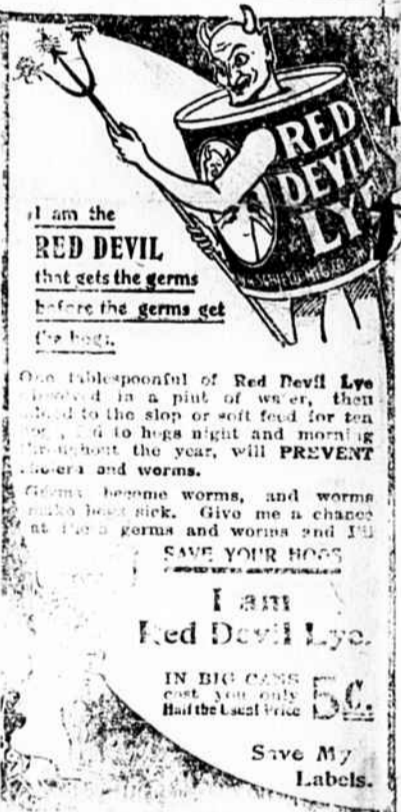 RED
DEVIL
LYE
I am the
RED DEVIL
that gets the germs
before the germs get
the hogs.
One tablespoonful of Red Devil Lye
dissolved in a pint of water, then
added to the slop or soft feed for ten
hogs, fed to hogs night and morning
throughout the year, will PREVENT
cholera and worms.
Germs become worms, and worms
make hogs sick. Give me a chance
at the germs and worms and I'll
SAVE YOUR HOGS
I am
Red Devil Lye.
IN BIG CANS
cost you only
Half the Usual Price
5¢.
Save My
Labels.